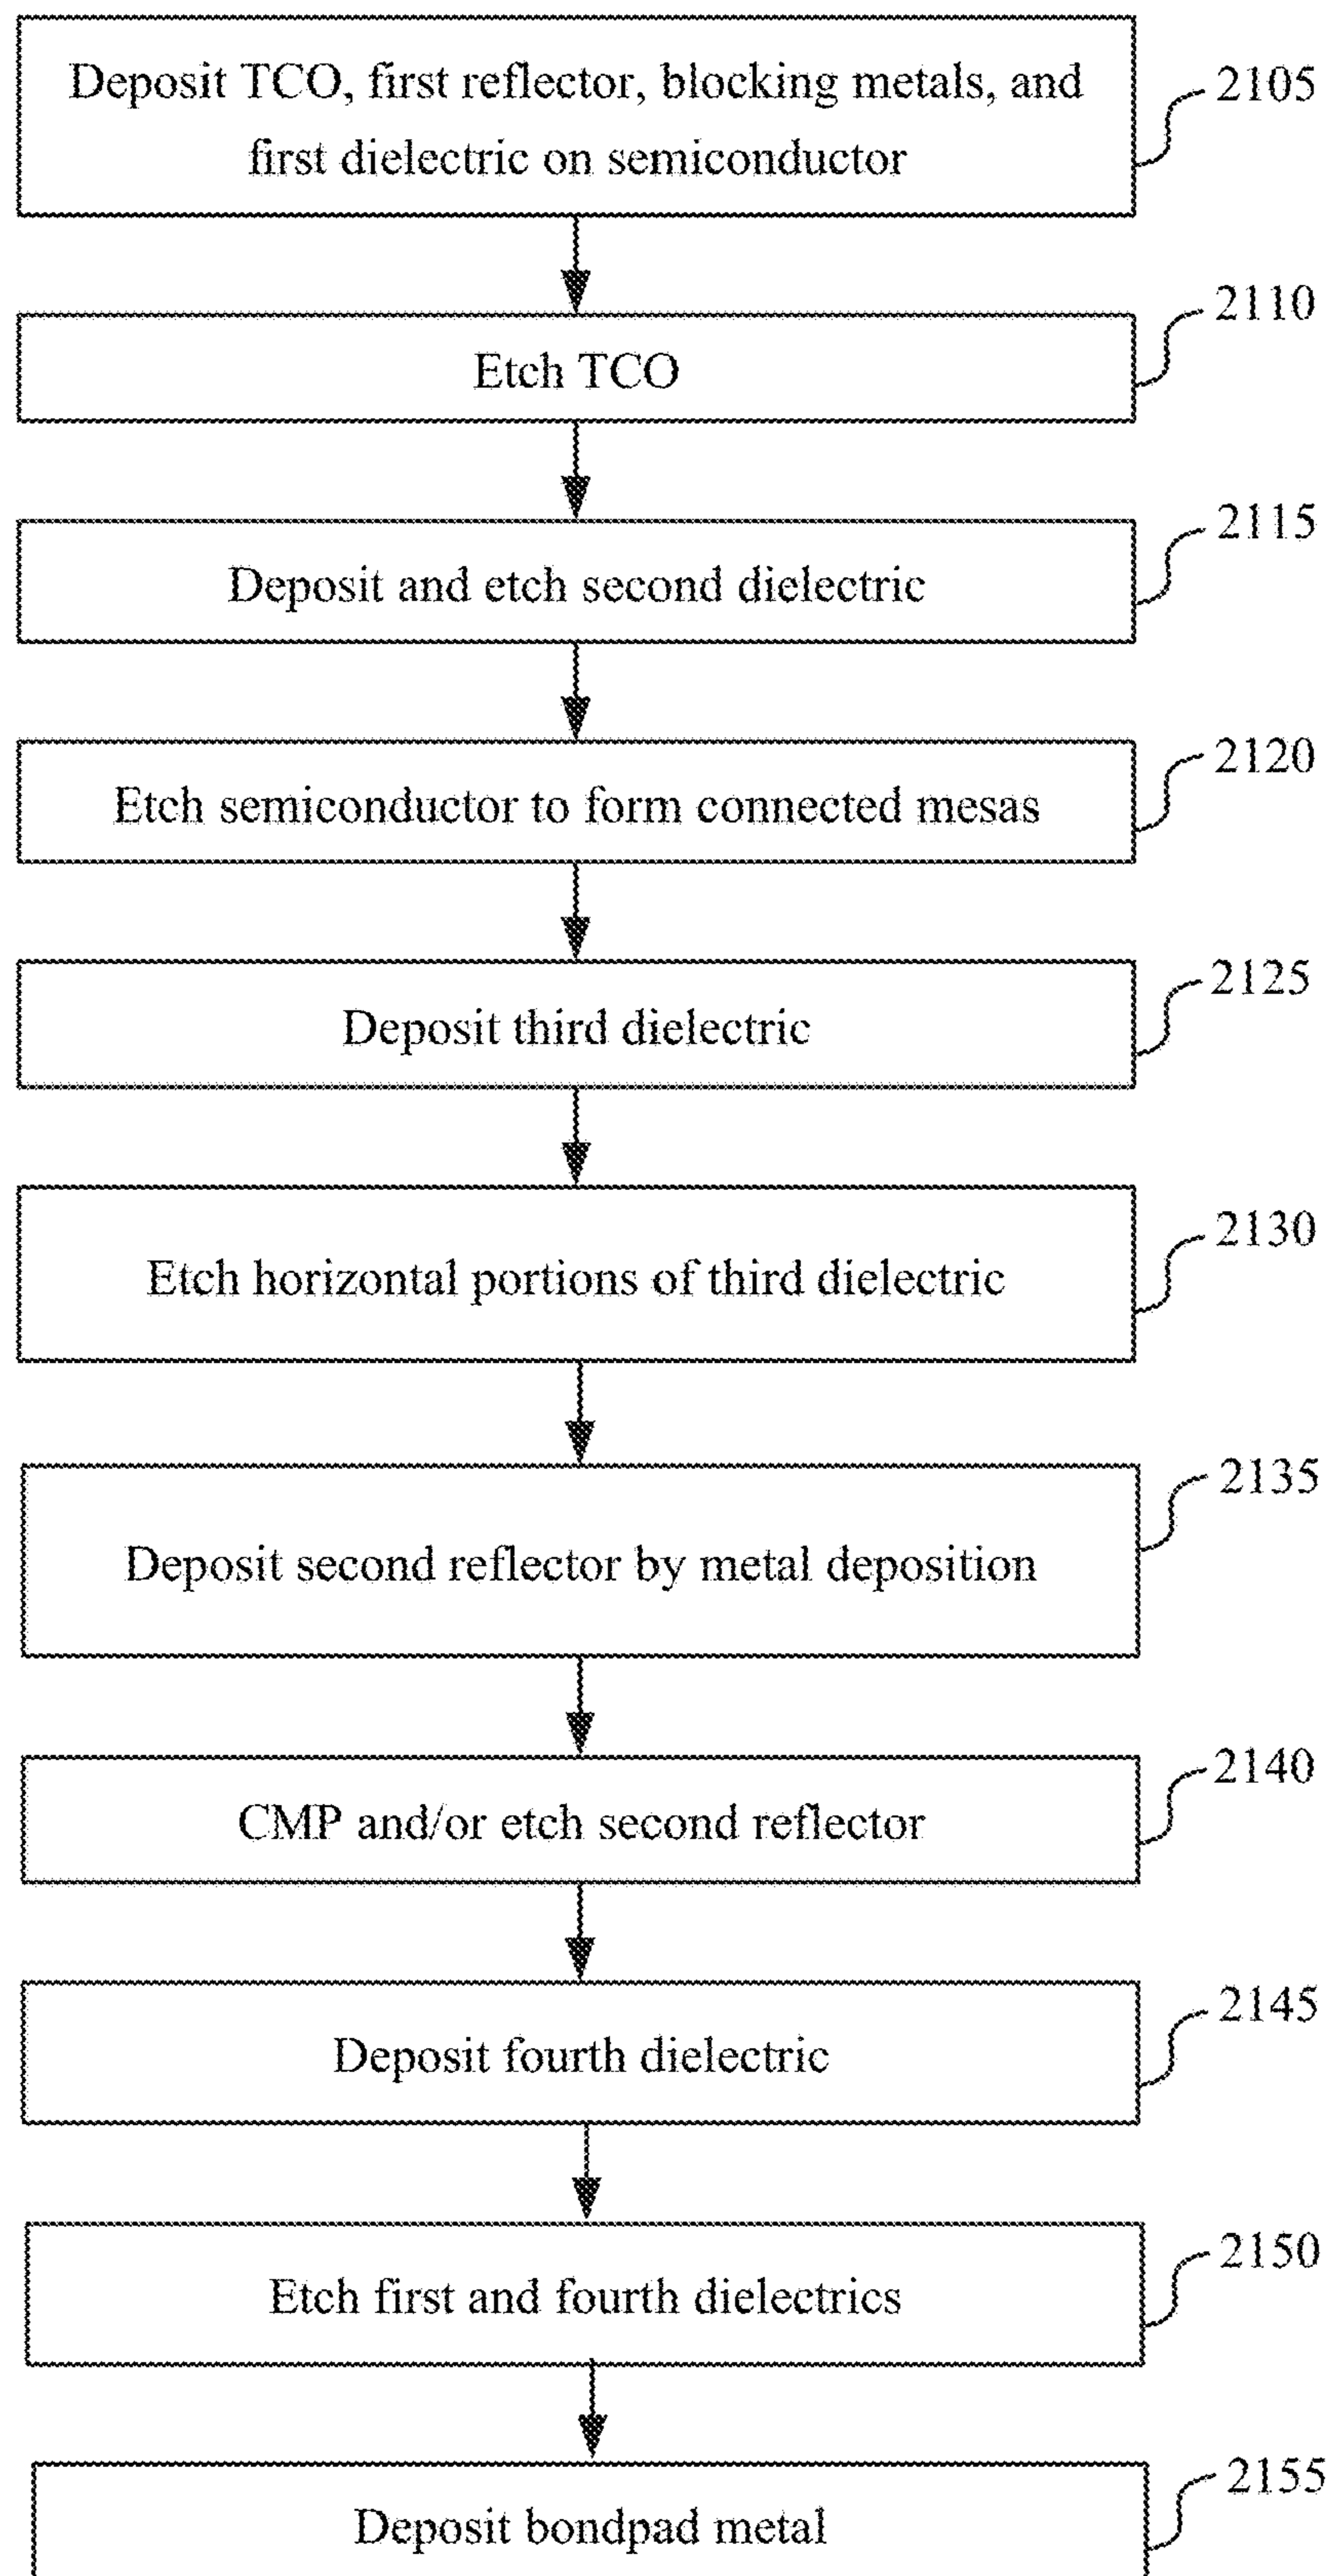 Deposit TCO, first reflector, blocking metals, and
first dielectric on semiconductor
2105
Etch TCO
2110
Deposit and etch second dielectric
2115
Etch semiconductor to form connected mesas
2120
Deposit third dielectric
2125
Etch horizontal portions of third dielectric
2130
Deposit second reflector by metal deposition
2135
CMP and/or etch second reflector
2140
Deposit fourth dielectric
2145
Etch first and fourth dielectrics
2150
Deposit bondpad metal
2155